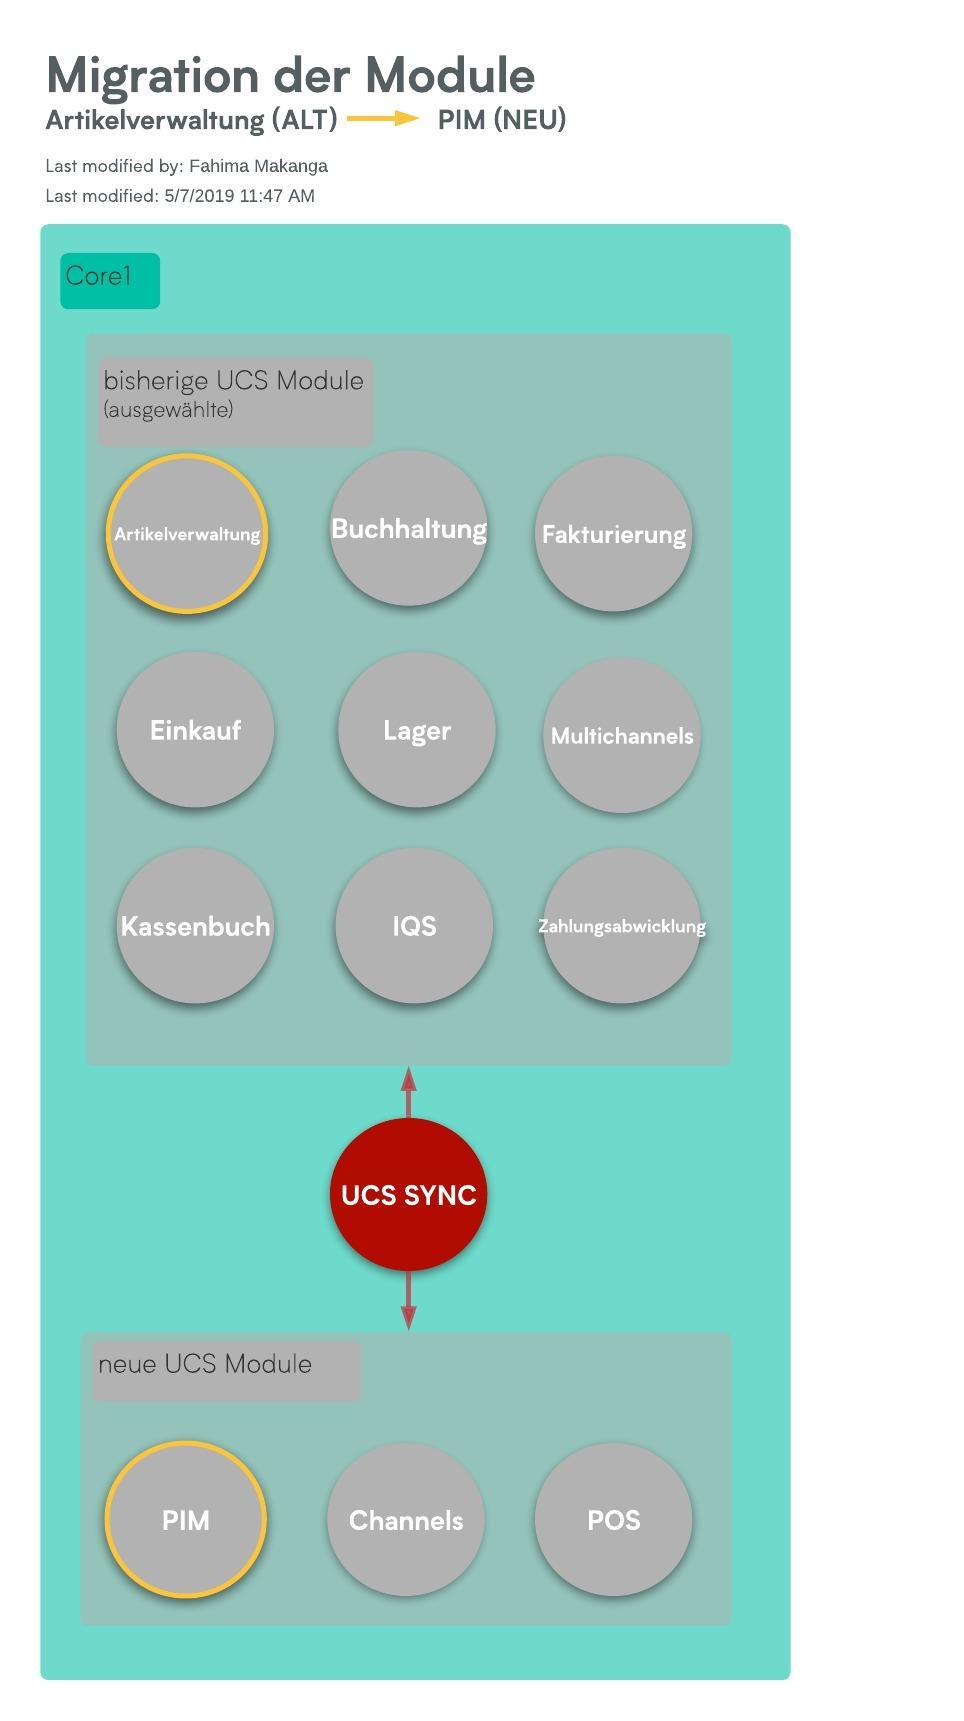 Migration der Module
Artikelverwaltung (ALT) PIM (NEU)
Last modified by: Fahima Makanga
Last modified: 5/7/2019 11:47 AM
Core1
bisherige UCS Module
(ausgewählte)
Artikelverwaltung
Buchhaltung
Fakturierung
Einkauf
Lager
Multichannels
Kassenbuch
IQS
Zahlungsabwicklung
UCS SYNC
neue UCS Module
PIM
Channels
POS